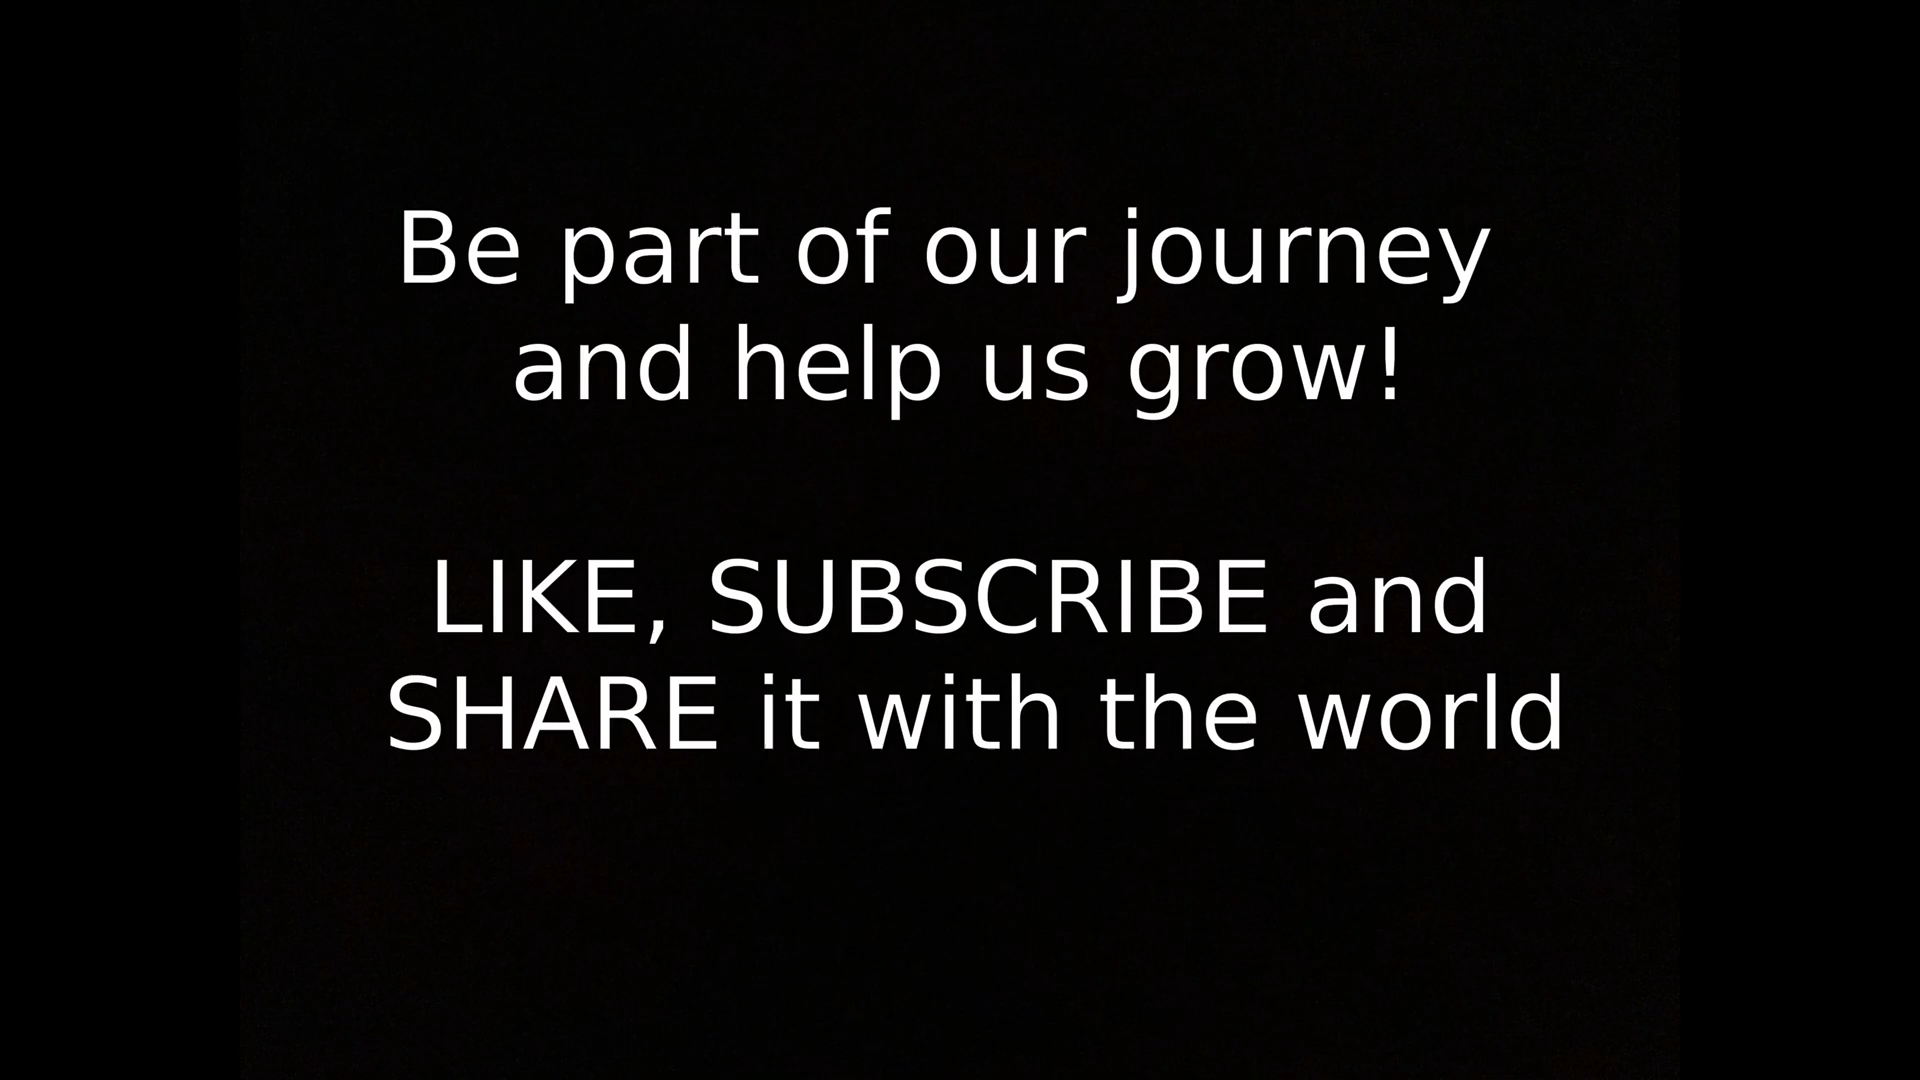 Be part of our journey
and help us grow!
LIKE, SUBSCRIBE and
SHARE it with the world